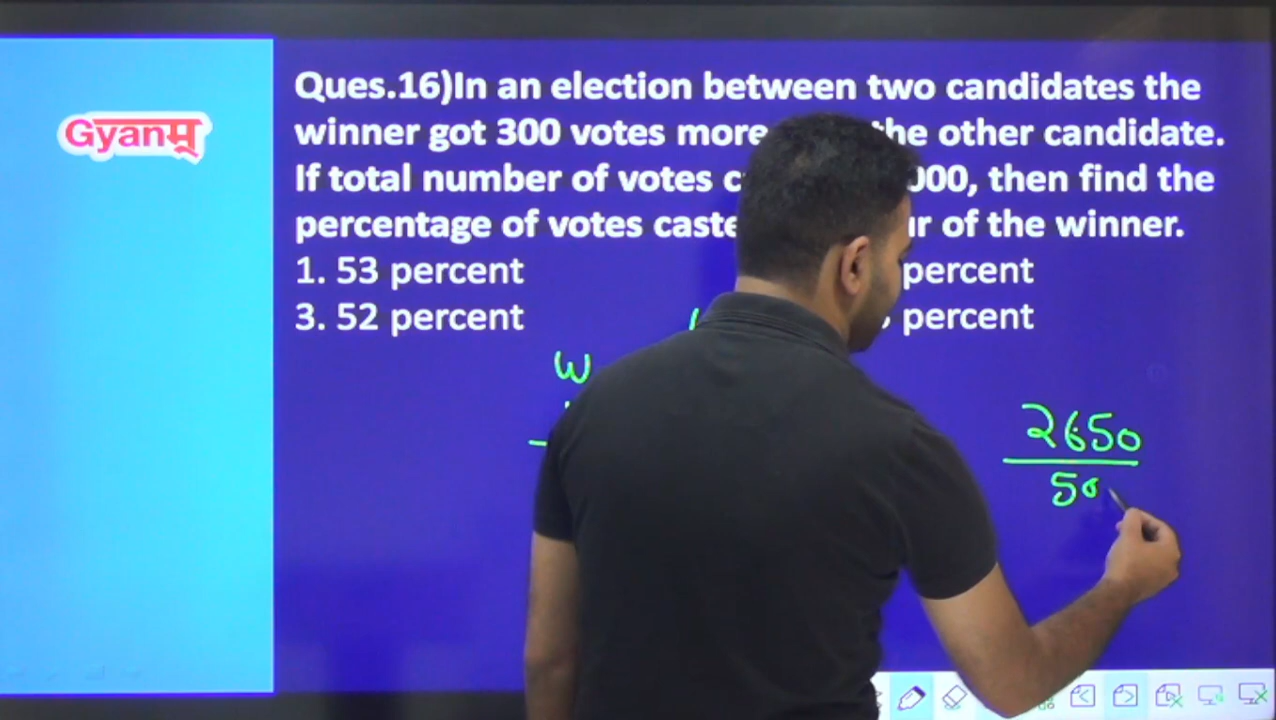 Gyanम्
Ques.16)In an election between two candidates the
winner got 300 votes more the other candidate.
If total number of votes 000, then find the
percentage of votes of the winner.
1. 53 percent percent
3. 52 percent percent
W
2650
50